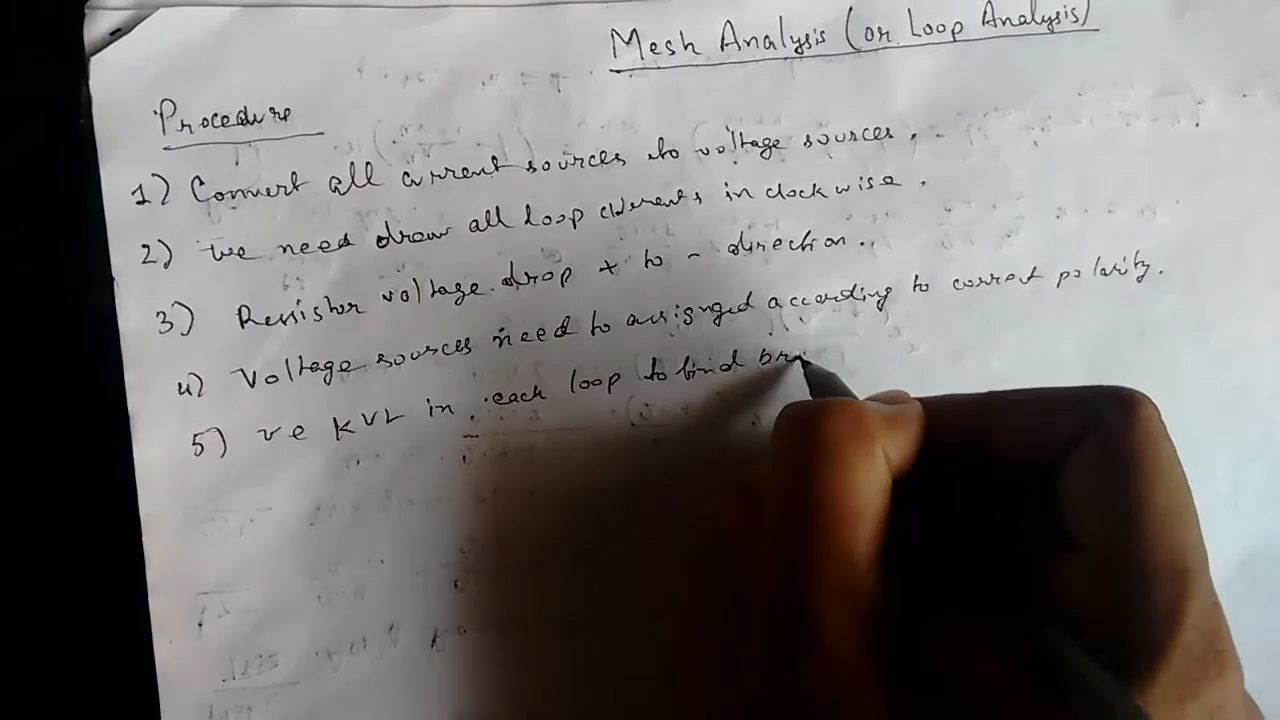 Mesh Analysis (or Loop Analysis)
Procedure
1) Convert all current sources to voltage sources.
2) we need draw all loop currents in clockwise.
3) Resistor voltage drop + to - direction.
4) Voltage sources need to assigned according to correct polarity.
5) ve KVL in each loop to find br